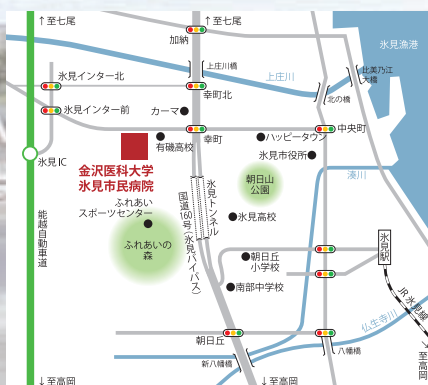 ↑至七尾
↑至七尾
加納
氷見漁港
上庄川橋
上庄川
比美乃江
大橋
氷見インター北
幸町北
北の橋
氷見インター前
カーマ
有磯高校
幸町
ハッピータウン
中央町
氷見市役所
氷見IC
金沢医科大学
氷見市民病院
朝日山
公園
湊川
ふれあい
スポーツセンター
氷見トンネル
国道160号(氷見バイパス)
氷見高校
ふれあいの
森
能越自動車道
朝日丘
小学校
氷見駅
南部中学校
JR 氷見線
仏生寺川
朝日丘
新八幡橋
八幡橋
↓至高岡
↓至高岡
↓至高岡